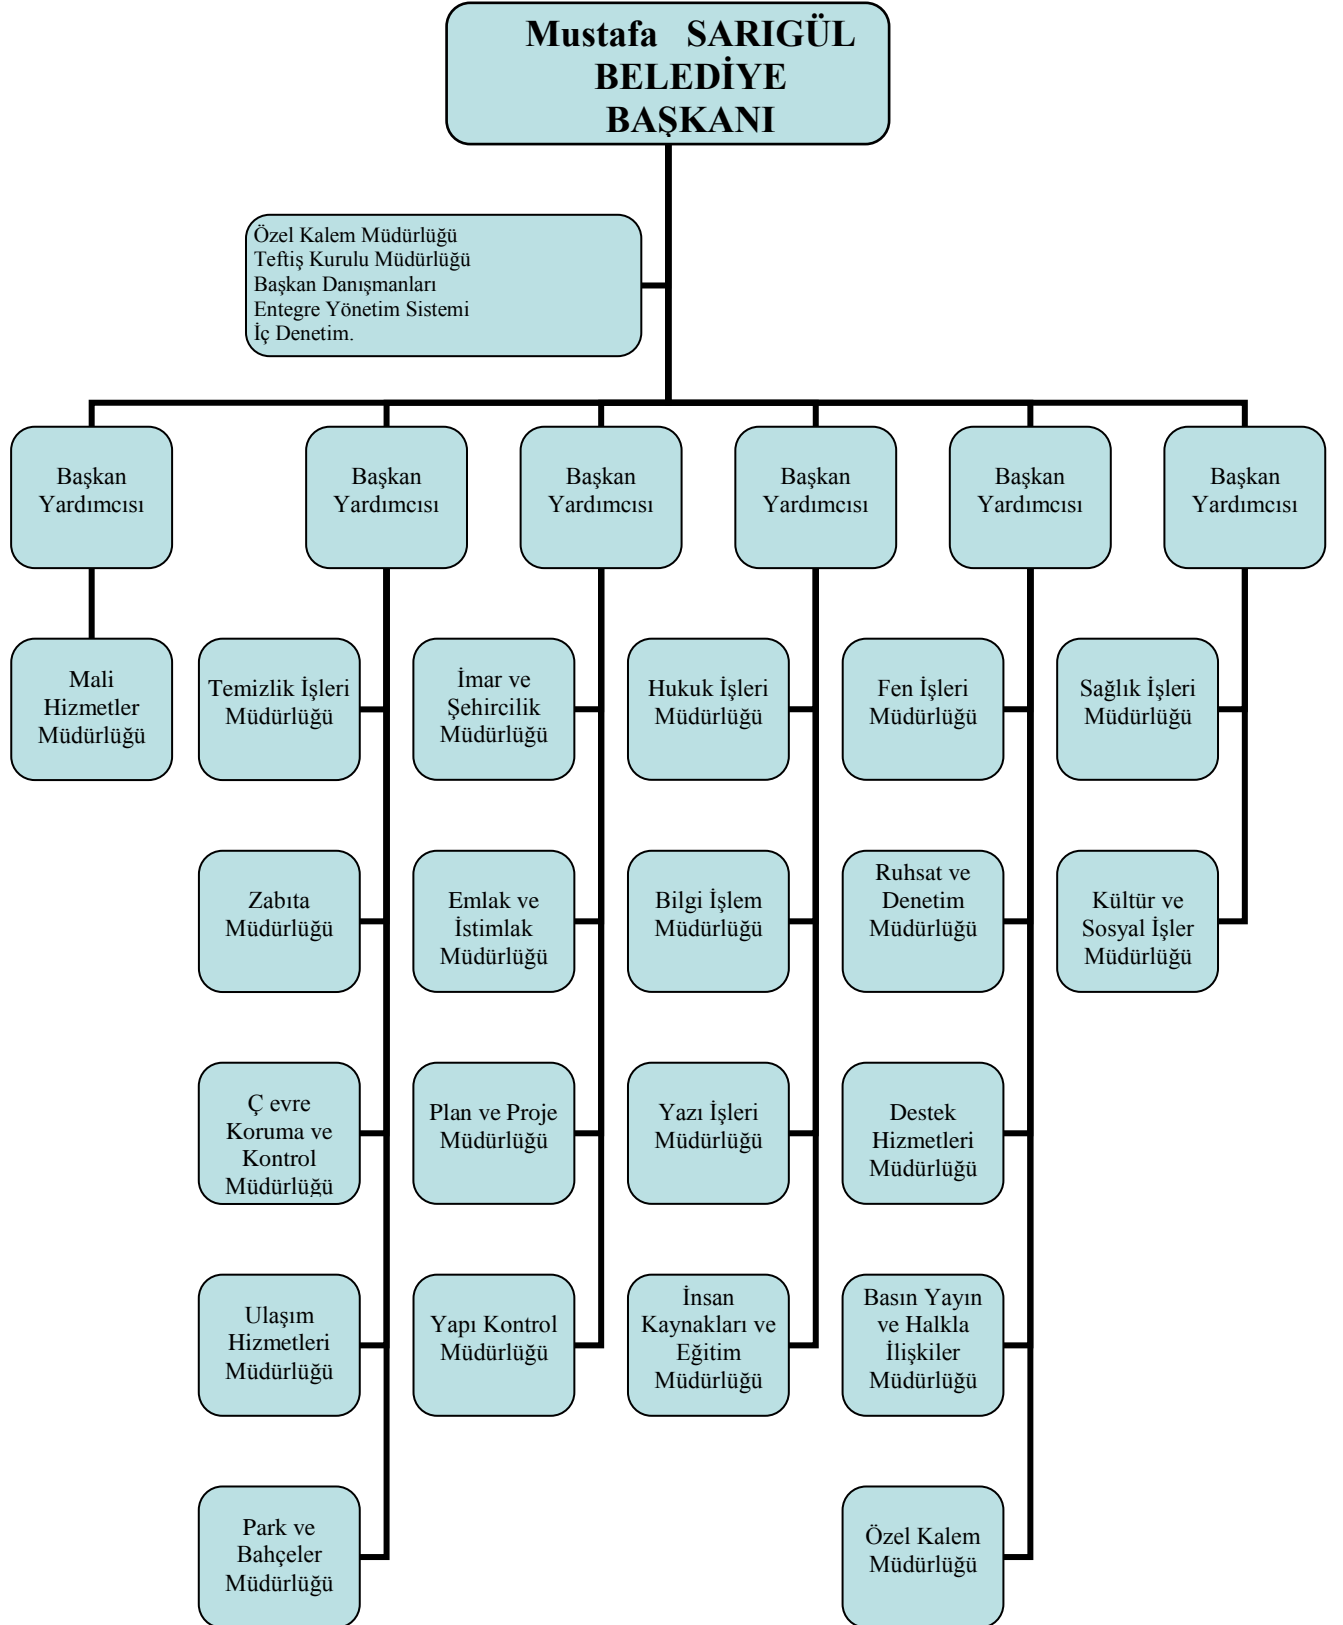 Mustafa SARIGÜL
BELEDİYE
BAŞKANI
Özel Kalem Müdürlüğü
Teftiş Kurulu Müdürlüğü
Başkan Danışmanları
Entegre Yönetim Sistemi
İç Denetim.
Başkan
Yardımcısı
Başkan
Yardımcısı
Başkan
Yardımcısı
Başkan
Yardımcısı
Başkan
Yardımcısı
Başkan
Yardımcısı
Mali
Hizmetler
Müdürlüğü
Temizlik İşleri
Müdürlüğü
İmar ve
Şehircilik
Müdürlüğü
Hukuk İşleri
Müdürlüğü
Fen İşleri
Müdürlüğü
Sağlık İşleri
Müdürlüğü
Zabıta
Müdürlüğü
Emlak ve
İstimlak
Müdürlüğü
Bilgi İşlem
Müdürlüğü
Ruhsat ve
Denetim
Müdürlüğü
Kültür ve
Sosyal İşler
Müdürlüğü
Ç evre
Koruma ve
Kontrol
Müdürlüğü
Plan ve Proje
Müdürlüğü
Yazı İşleri
Müdürlüğü
Destek
Hizmetleri
Müdürlüğü
Ulaşım
Hizmetleri
Müdürlüğü
Yapı Kontrol
Müdürlüğü
İnsan
Kaynakları ve
Eğitim
Müdürlüğü
Basın Yayın
ve Halkla
İlişkiler
Müdürlüğü
Park ve
Bahçeler
Müdürlüğü
Özel Kalem
Müdürlüğü